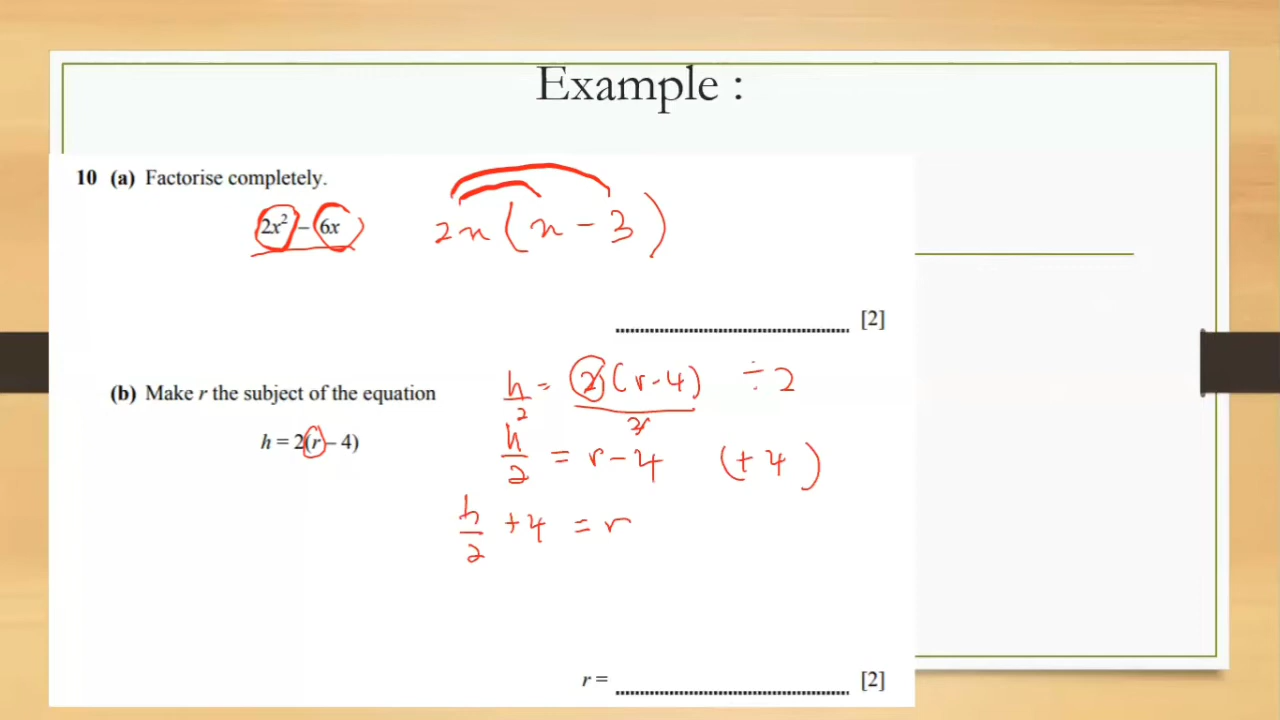 Example :
10 (a) Factorise completely.
2x² – 6x 2x(x – 3)
[2]
(b) Make r the subject of the equation
h = 2(r – 4)
h/2 = 2(r – 4)/2 ÷ 2
h/2 = r – 4 (+ 4)
h/2 + 4 = r
r = [2]